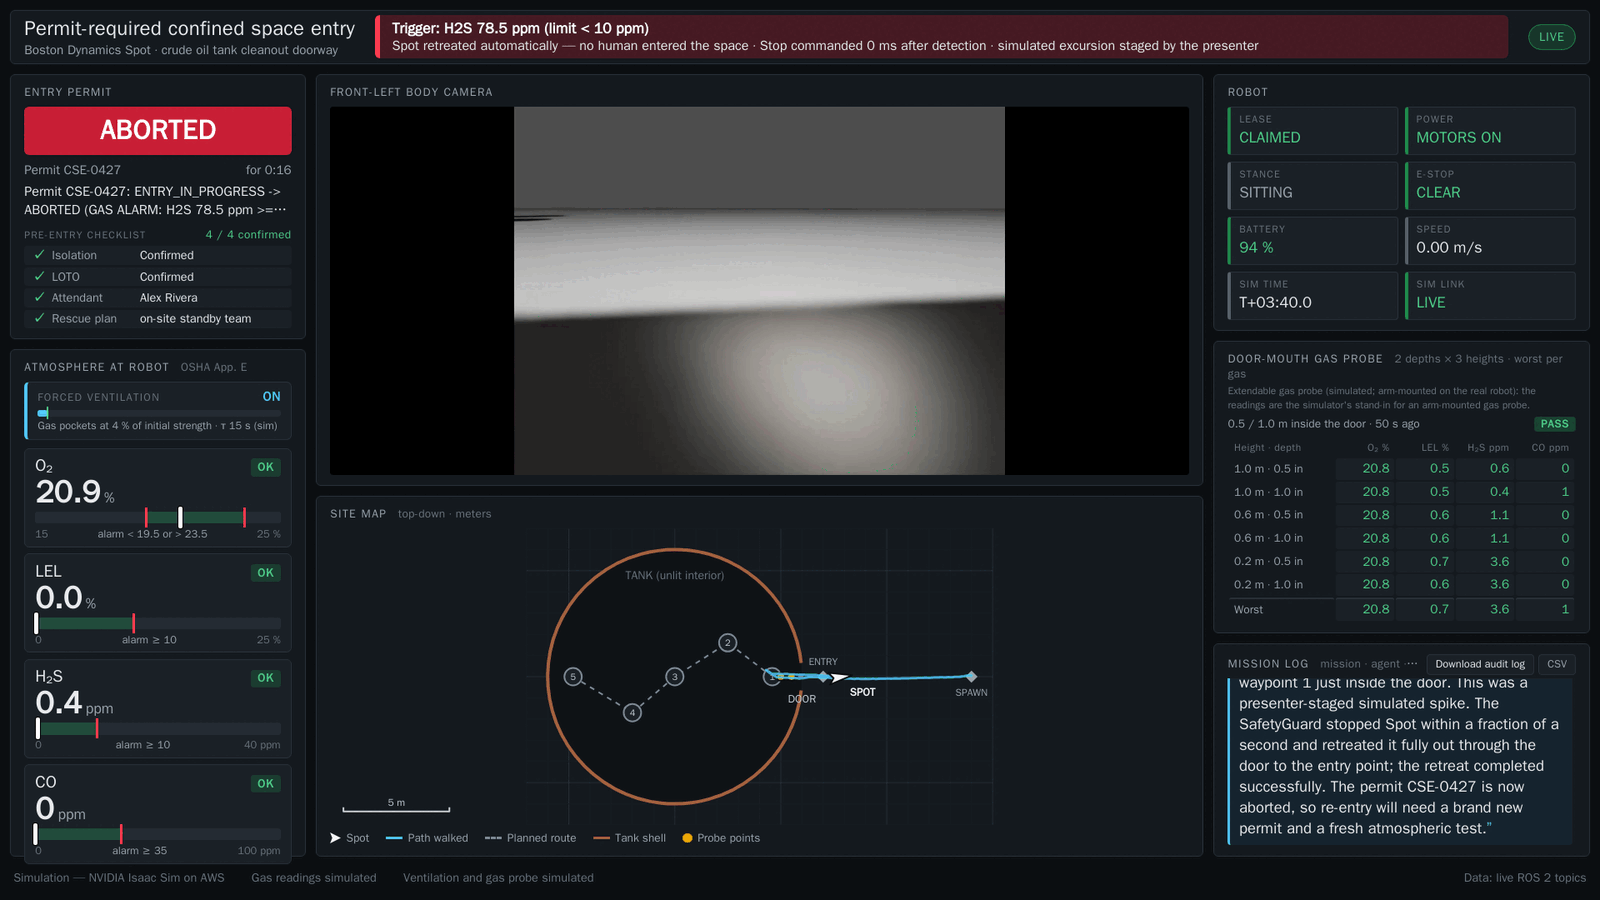 Permit-required confined space entry
Boston Dynamics Spot · crude oil tank cleanout doorway
Trigger: H2S 78.5 ppm (limit < 10 ppm)
Spot retreated automatically — no human entered the space · Stop commanded 0 ms after detection · simulated excursion staged by the presenter
LIVE
ENTRY PERMIT
ABORTED
Permit CSE-0427 for 0:16
Permit CSE-0427: ENTRY_IN_PROGRESS ->
ABORTED (GAS ALARM: H2S 78.5 ppm >=···
PRE-ENTRY CHECKLIST 4 / 4 confirmed
✓ Isolation Confirmed
✓ LOTO Confirmed
✓ Attendant Alex Rivera
✓ Rescue plan on-site standby team
ATMOSPHERE AT ROBOT OSHA App. E
FORCED VENTILATION ON
Gas pockets at 4 % of initial strength · τ 15 s (sim)
O₂ OK
20.9 %
15 alarm < 19.5 or > 23.5 25 %
LEL OK
0.0 %
0 alarm ≥ 10 25 %
H₂S OK
0.4 ppm
0 alarm ≥ 10 40 ppm
CO OK
0 ppm
0 alarm ≥ 35 100 ppm
FRONT-LEFT BODY CAMERA
SITE MAP top-down · meters
TANK (unlit interior)
2
ENTRY
5
3
1
4
DOOR
SPOT
SPAWN
5 m
Spot Path walked Planned route Tank shell Probe points
ROBOT
LEASE
CLAIMED
POWER
MOTORS ON
STANCE
SITTING
E-STOP
CLEAR
BATTERY
94 %
SPEED
0.00 m/s
SIM TIME
T+03:40.0
SIM LINK
LIVE
DOOR-MOUTH GAS PROBE 2 depths × 3 heights · worst per
gas
Extendable gas probe (simulated; arm-mounted on the real robot): the
readings are the simulator's stand-in for an arm-mounted gas probe.
0.5 / 1.0 m inside the door · 50 s ago PASS
Height · depth O₂ % LEL % H₂S ppm CO ppm
1.0 m · 0.5 in 20.8 0.5 0.6 0
1.0 m · 1.0 in 20.8 0.5 0.4 1
0.6 m · 0.5 in 20.8 0.6 1.1 0
0.6 m · 1.0 in 20.8 0.6 1.1 0
0.2 m · 0.5 in 20.8 0.7 3.6 0
0.2 m · 1.0 in 20.8 0.6 3.6 0
Worst 20.8 0.7 3.6 1
MISSION LOG mission · agent ··· Download audit log CSV
waypoint 1 just inside the door. This was a
presenter-staged simulated spike. The
SafetyGuard stopped Spot within a fraction of a
second and retreated it fully out through the
door to the entry point; the retreat completed
successfully. The permit CSE-0427 is now
aborted, so re-entry will need a brand new
permit and a fresh atmospheric test.”
Simulation — NVIDIA Isaac Sim on AWS Gas readings simulated Ventilation and gas probe simulated
Data: live ROS 2 topics